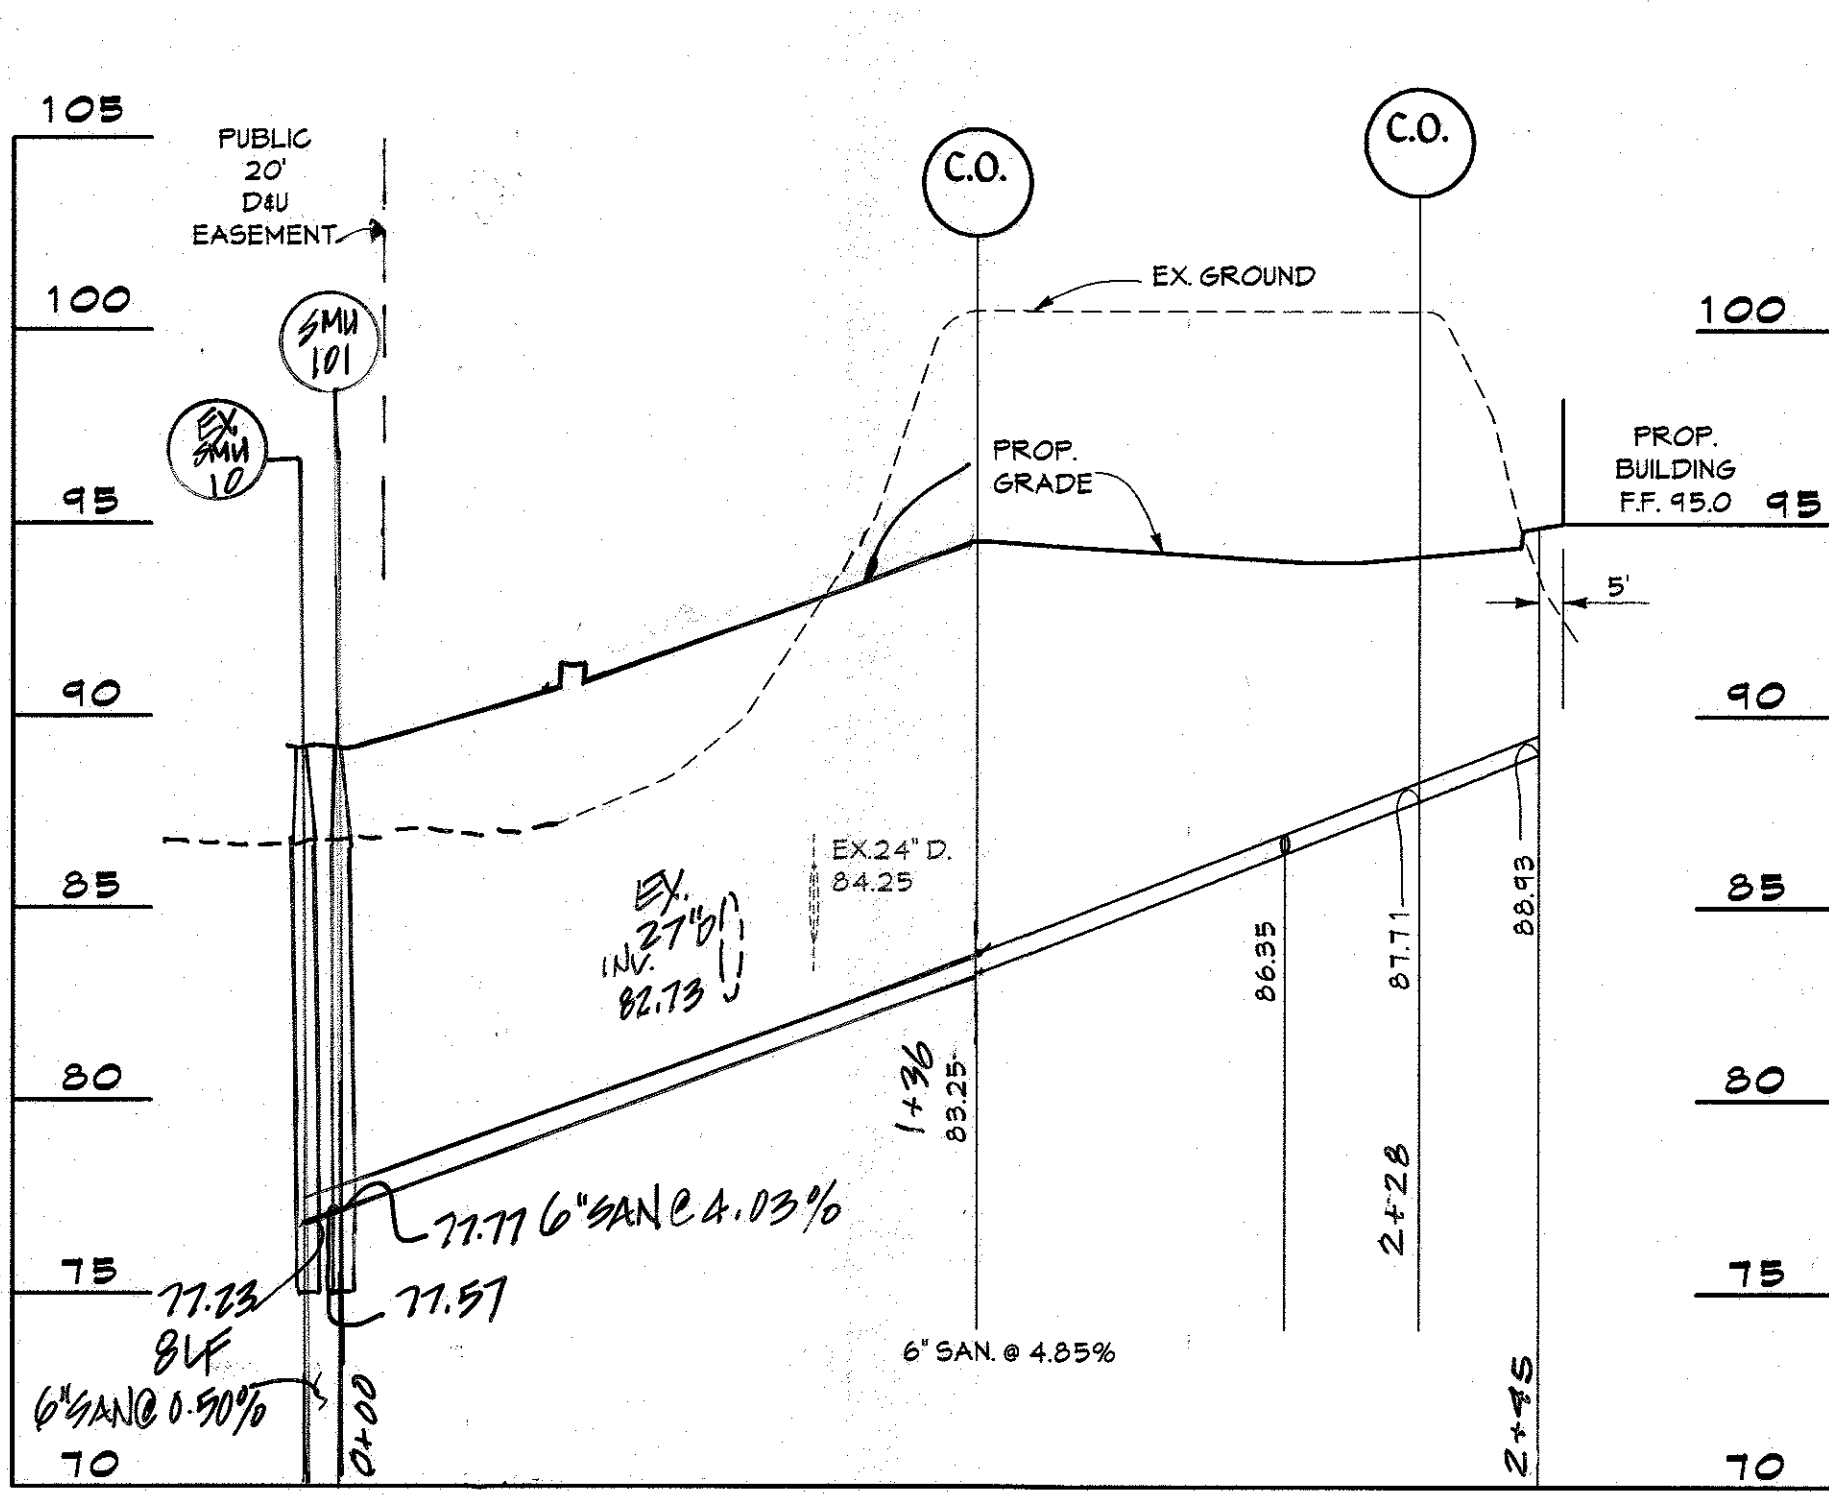 105
PUBLIC
20'
D&U
EASEMENT
C.O.
C.O.
100
EX. GROUND
100
SMH
101
EX.
SMH
10
95
PROP.
GRADE
PROP.
BUILDING
F.F. 95.0
95
5'
90
90
85
EX.
27"D
INV.
82.73
EX.24" D.
84.25
86.35
87.71
88.93
85
80
1+36
83.25
80
2+28
77.77 6"SAN@ 4.03%
75
77.23
8LF
6"SAN@ 0.50%
77.57
75
6" SAN. @ 4.85%
0+00
70
70